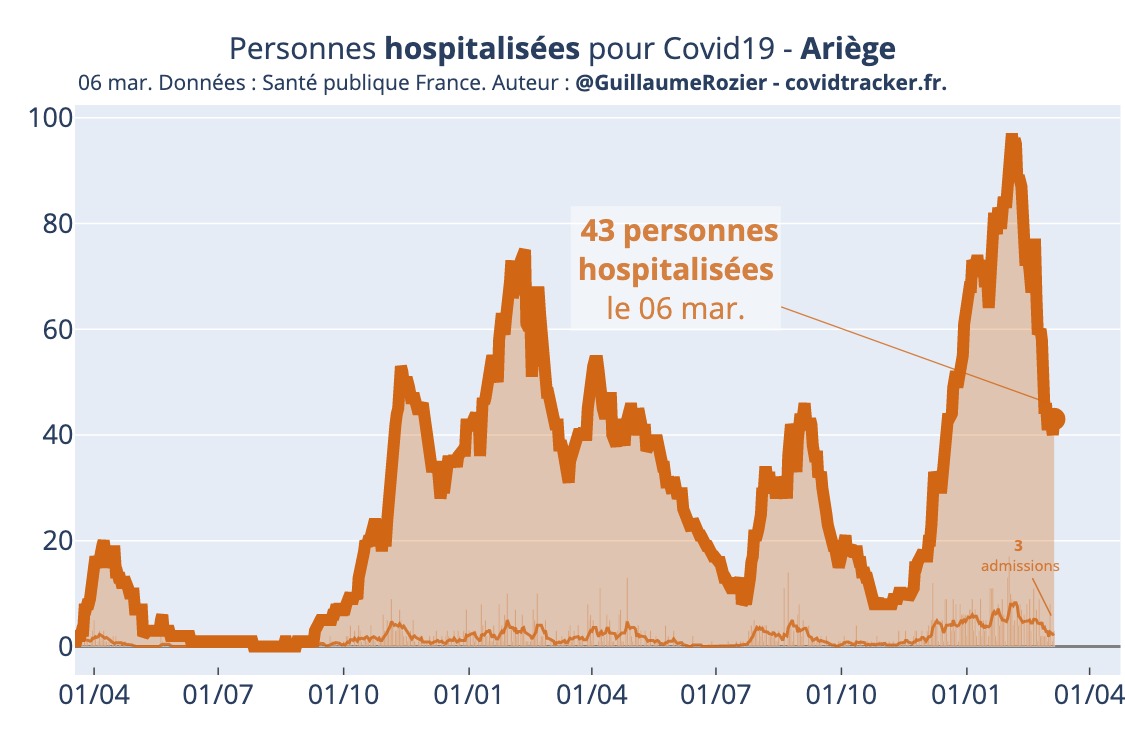 Personnes hospitalisées pour Covid19 - Ariège
06 mar. Données : Santé publique France. Auteur : @GuillaumeRozier - covidtracker.fr.
100
80
60
40
20
0
43 personnes
hospitalisées
le 06 mar.
3
admissions
01/04
01/07
01/10
01/01
01/04
01/07
01/10
01/01
01/04